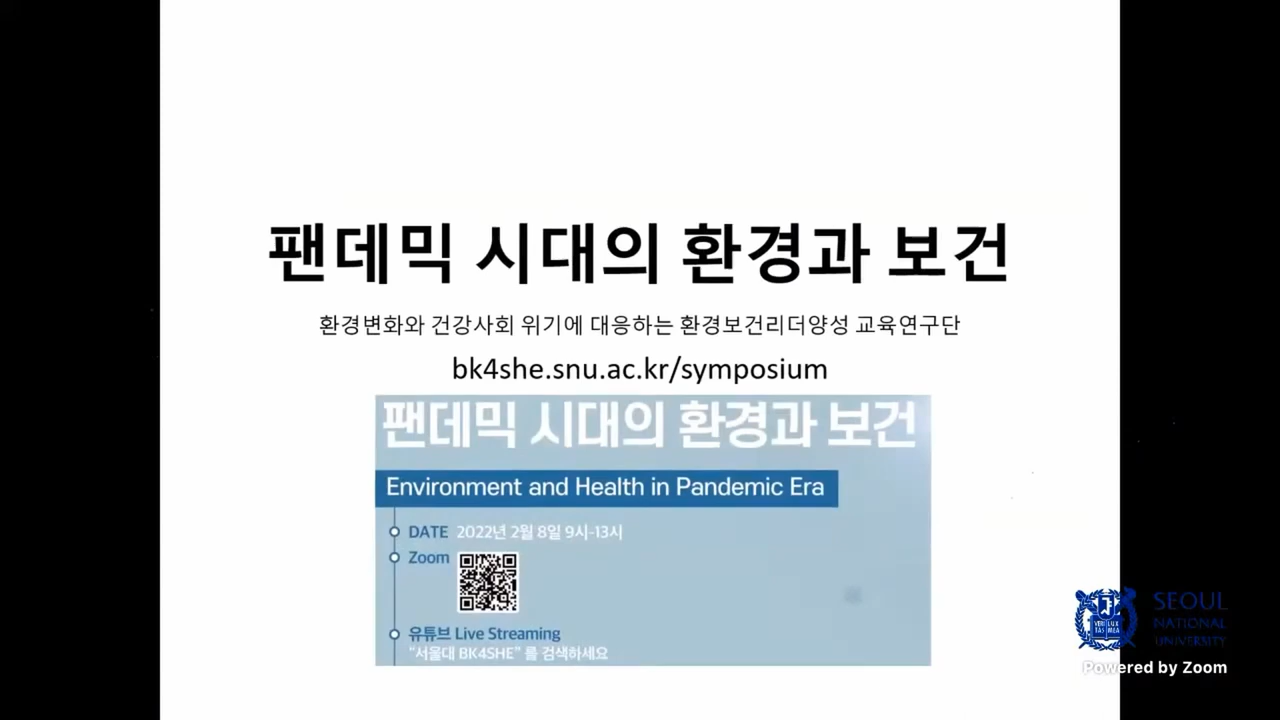 팬데믹 시대의 환경과 보건
환경변화와 건강사회 위기에 대응하는 환경보건리더양성 교육연구단
bk4she.snu.ac.kr/symposium
팬데믹 시대의 환경과 보건
Environment and Health in Pandemic Era
DATE 2022년 2월 8일 9시-13시
Zoom
유튜브 Live Streaming
“서울대 BK4SHE” 를 검색하세요
VERI LUX
TAS MEA
SEOUL
NATIONAL
UNIVERSITY
Powered by Zoom